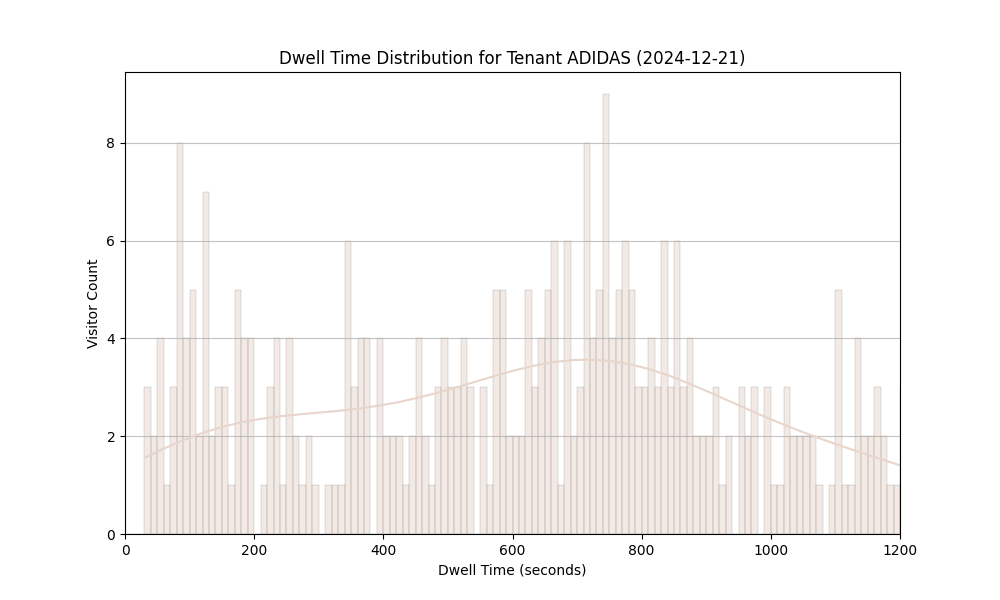 Dwell Time Distribution for Tenant ADIDAS (2024-12-21)
8
6
4
2
0
Visitor Count
0 200 400 600 800 1000 1200
Dwell Time (seconds)